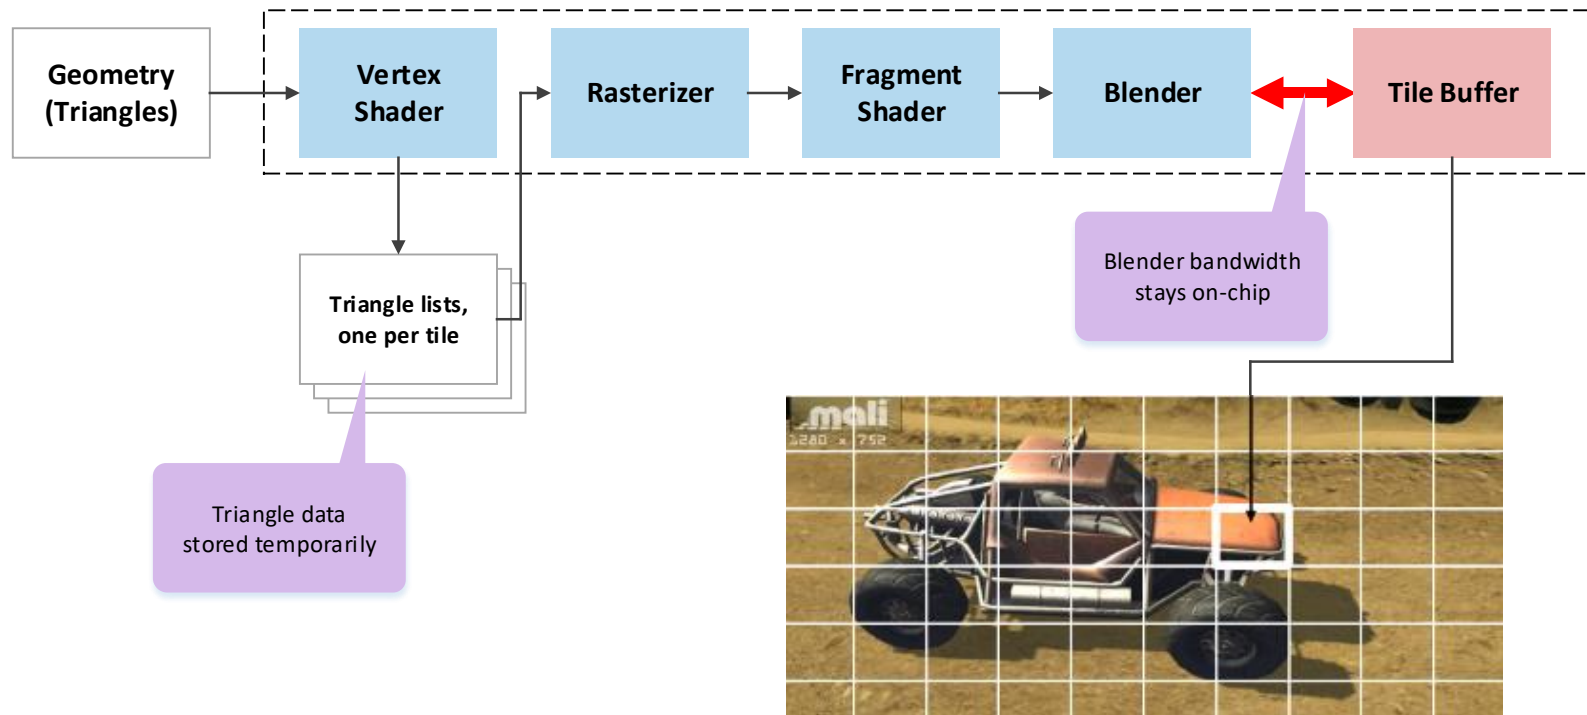 Geometry
(Triangles)
Vertex
Shader
Rasterizer
Fragment
Shader
Blender
Tile Buffer
Triangle lists,
one per tile
Blender bandwidth
stays on-chip
Triangle data
stored temporarily
mali
1280 x 752